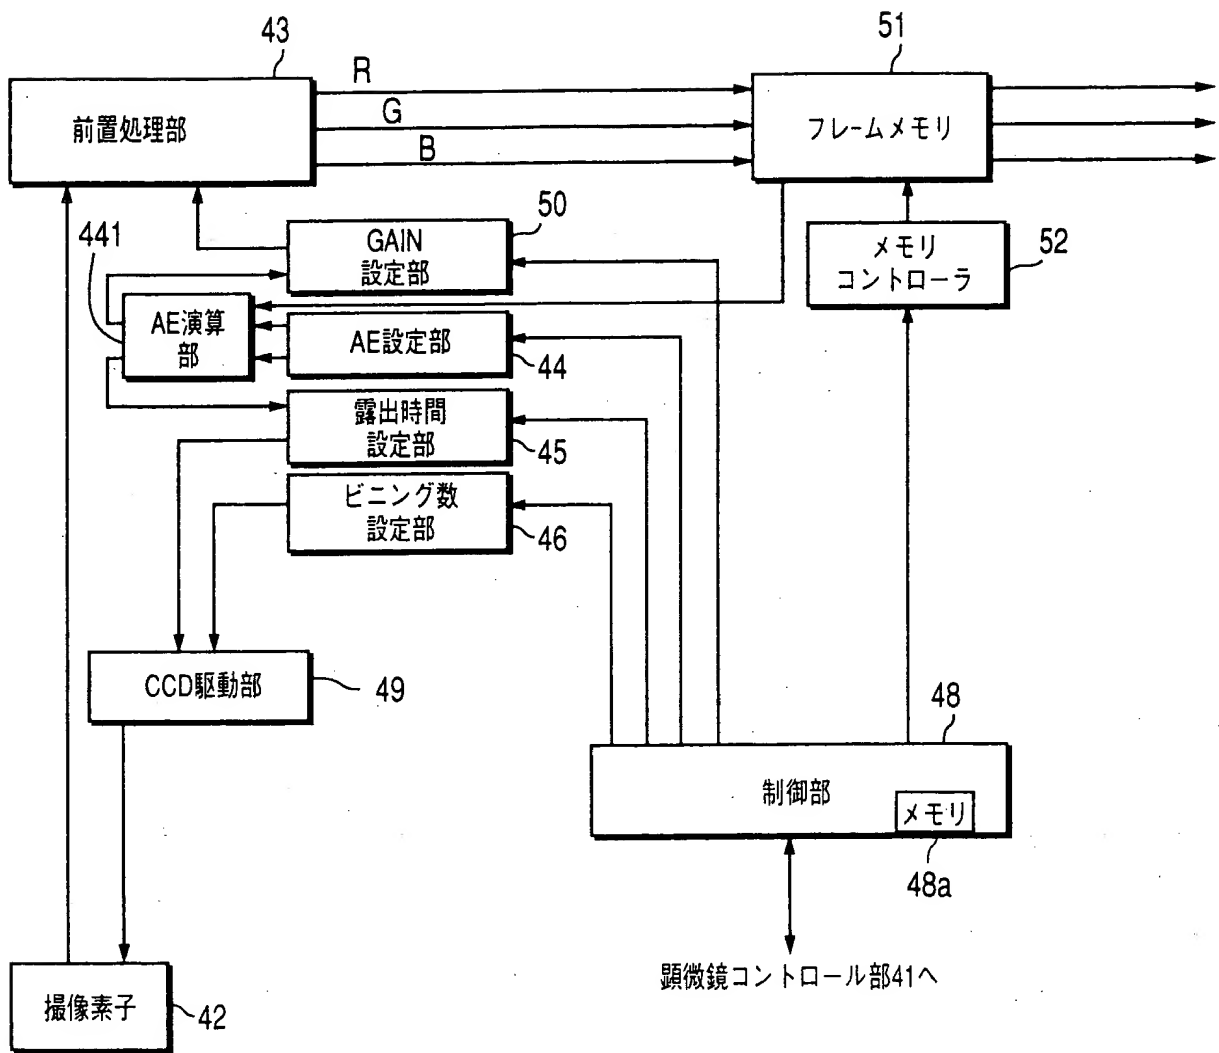 43
51
R
前置処理部
G
フレームメモリ
B
50
441
GAIN
設定部
52
メモリ
コントローラ
AE演算
部
AE設定部
44
露出時間
設定部
45
ビニング数
設定部
46
CCD駆動部
49
48
制御部
メモリ
48a
顕微鏡コントロール部41へ
撮像素子
42